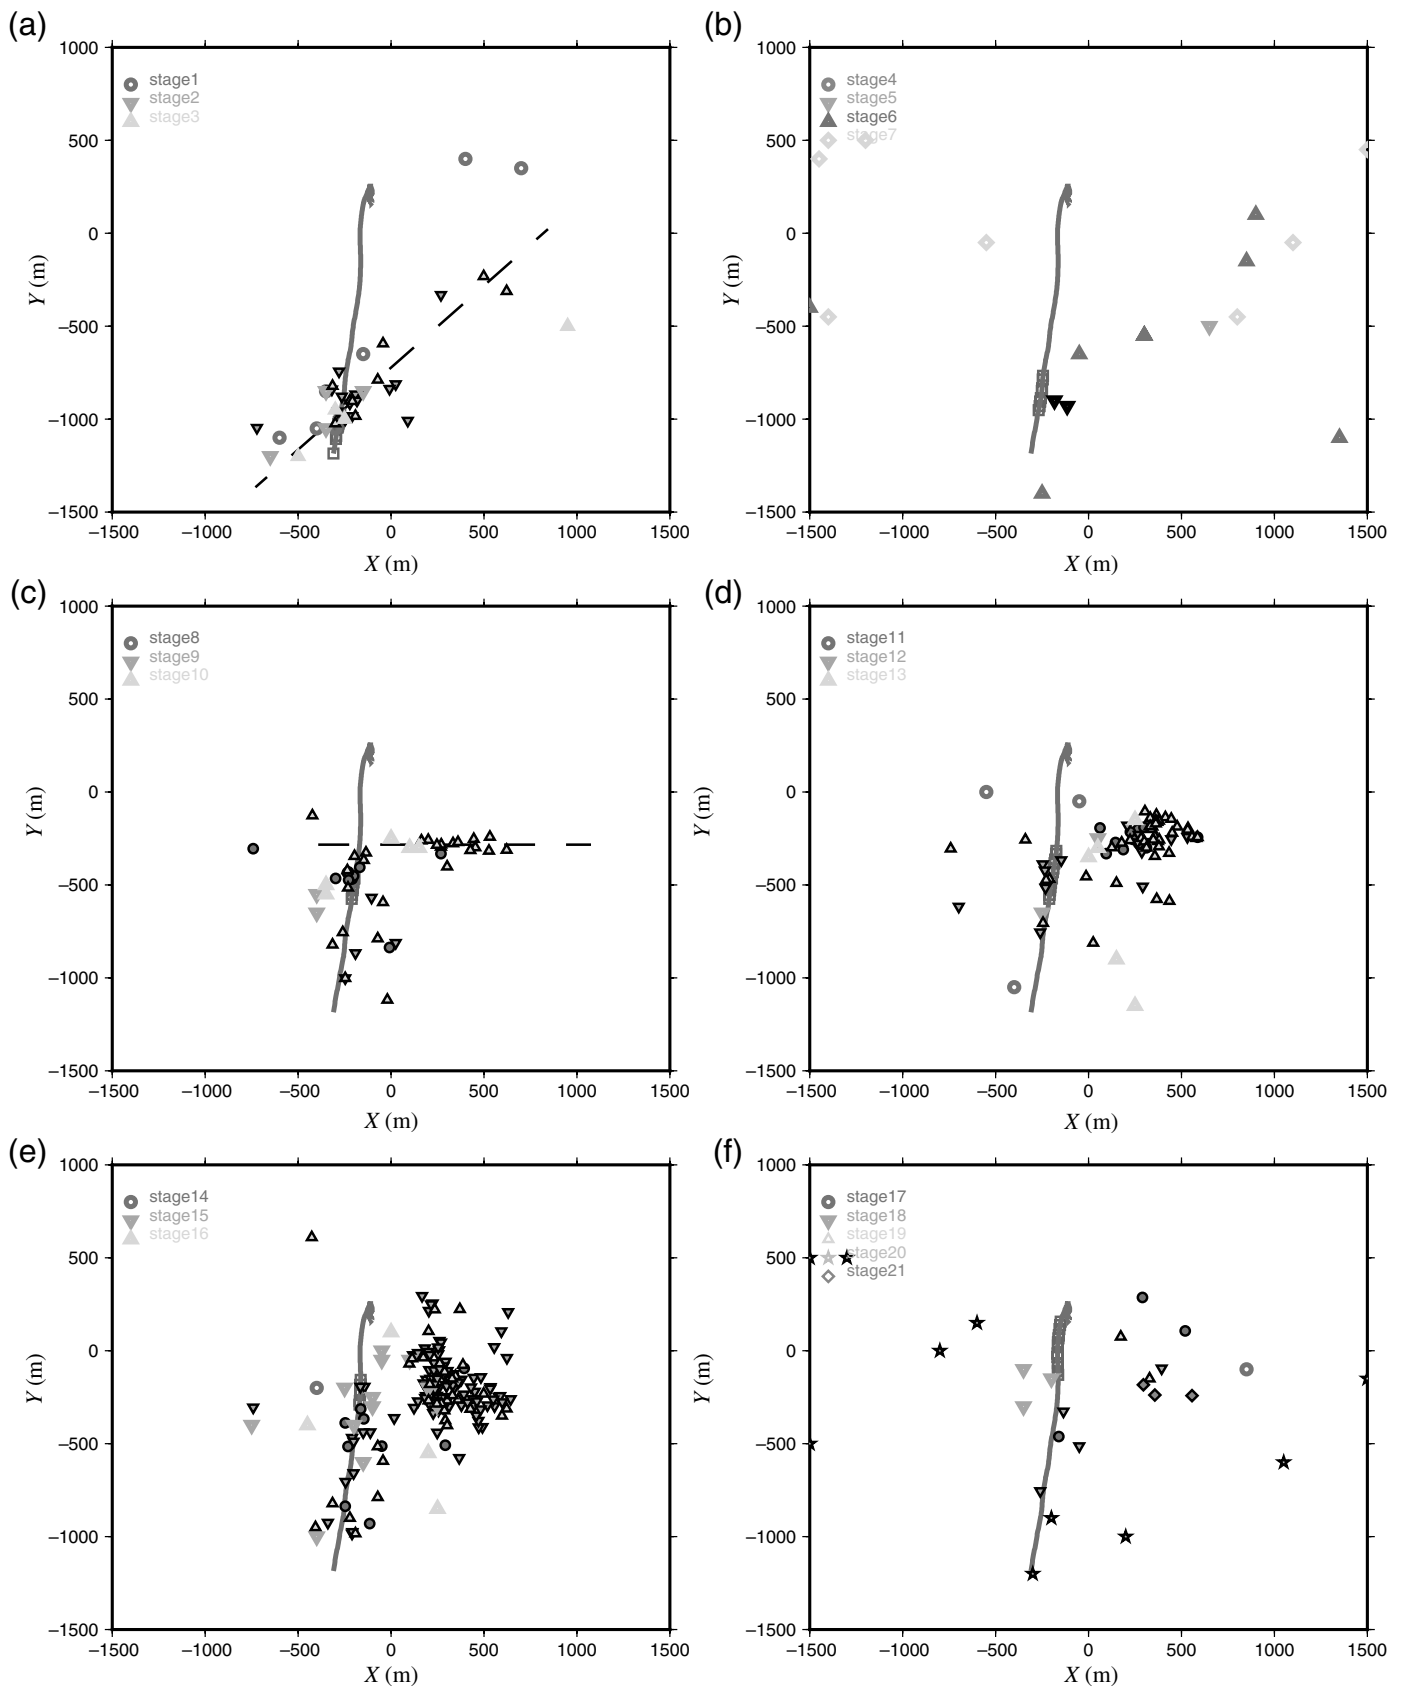 (a)
1000
500
0
−500
−1000
−1500
Y (m)
stage1
stage2
stage3
−1500 −1000 −500 0 500 1000 1500
X (m)
(b)
1000
500
0
−500
−1000
−1500
Y (m)
stage4
stage5
stage6
stage7
−1500 −1000 −500 0 500 1000 1500
X (m)
(c)
1000
500
0
−500
−1000
−1500
Y (m)
stage8
stage9
stage10
−1500 −1000 −500 0 500 1000 1500
X (m)
(d)
1000
500
0
−500
−1000
−1500
Y (m)
stage11
stage12
stage13
−1500 −1000 −500 0 500 1000 1500
X (m)
(e)
1000
500
0
−500
−1000
−1500
Y (m)
stage14
stage15
stage16
−1500 −1000 −500 0 500 1000 1500
X (m)
(f)
1000
500
0
−500
−1000
−1500
Y (m)
stage17
stage18
stage19
stage20
stage21
−1500 −1000 −500 0 500 1000 1500
X (m)